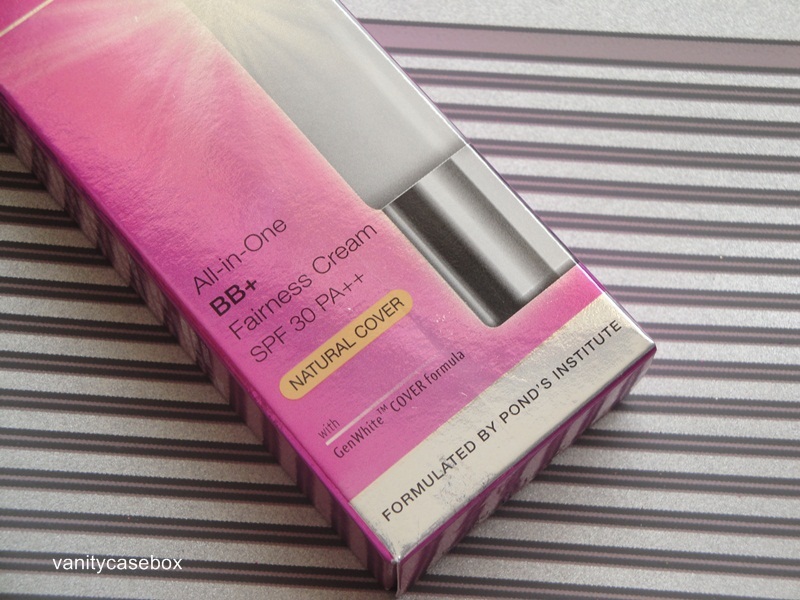 All-in-One
BB+
Fairness Cream
SPF 30 PA++
NATURAL COVER
with
GenWhite™ COVER formula
FORMULATED BY POND'S INSTITUTE
vanitycasebox